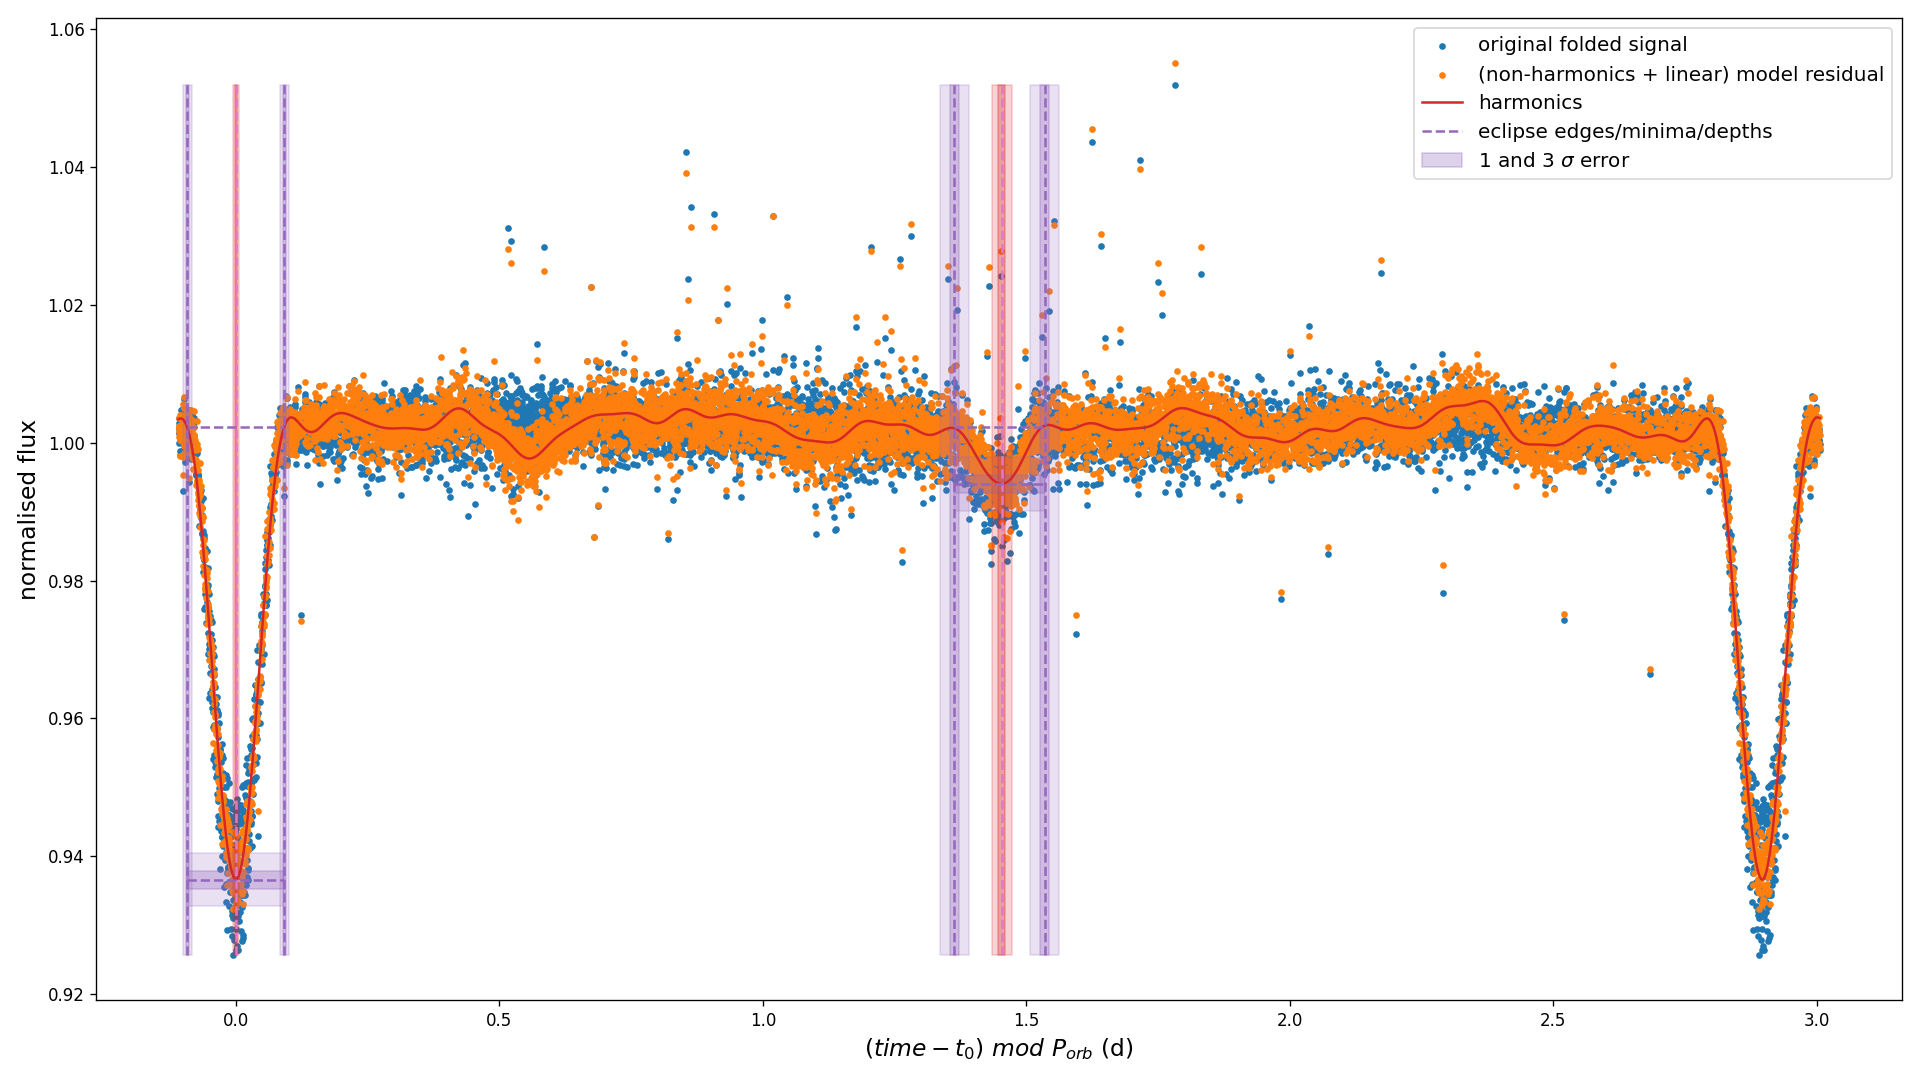 1.06
1.04
1.02
1.00
0.98
0.96
0.94
0.92
normalised flux
original folded signal
(non-harmonics + linear) model residual
harmonics
eclipse edges/minima/depths
1 and 3 σ error
0.0 0.5 1.0 1.5 2.0 2.5 3.0
(time − t₀) mod P_orb (d)